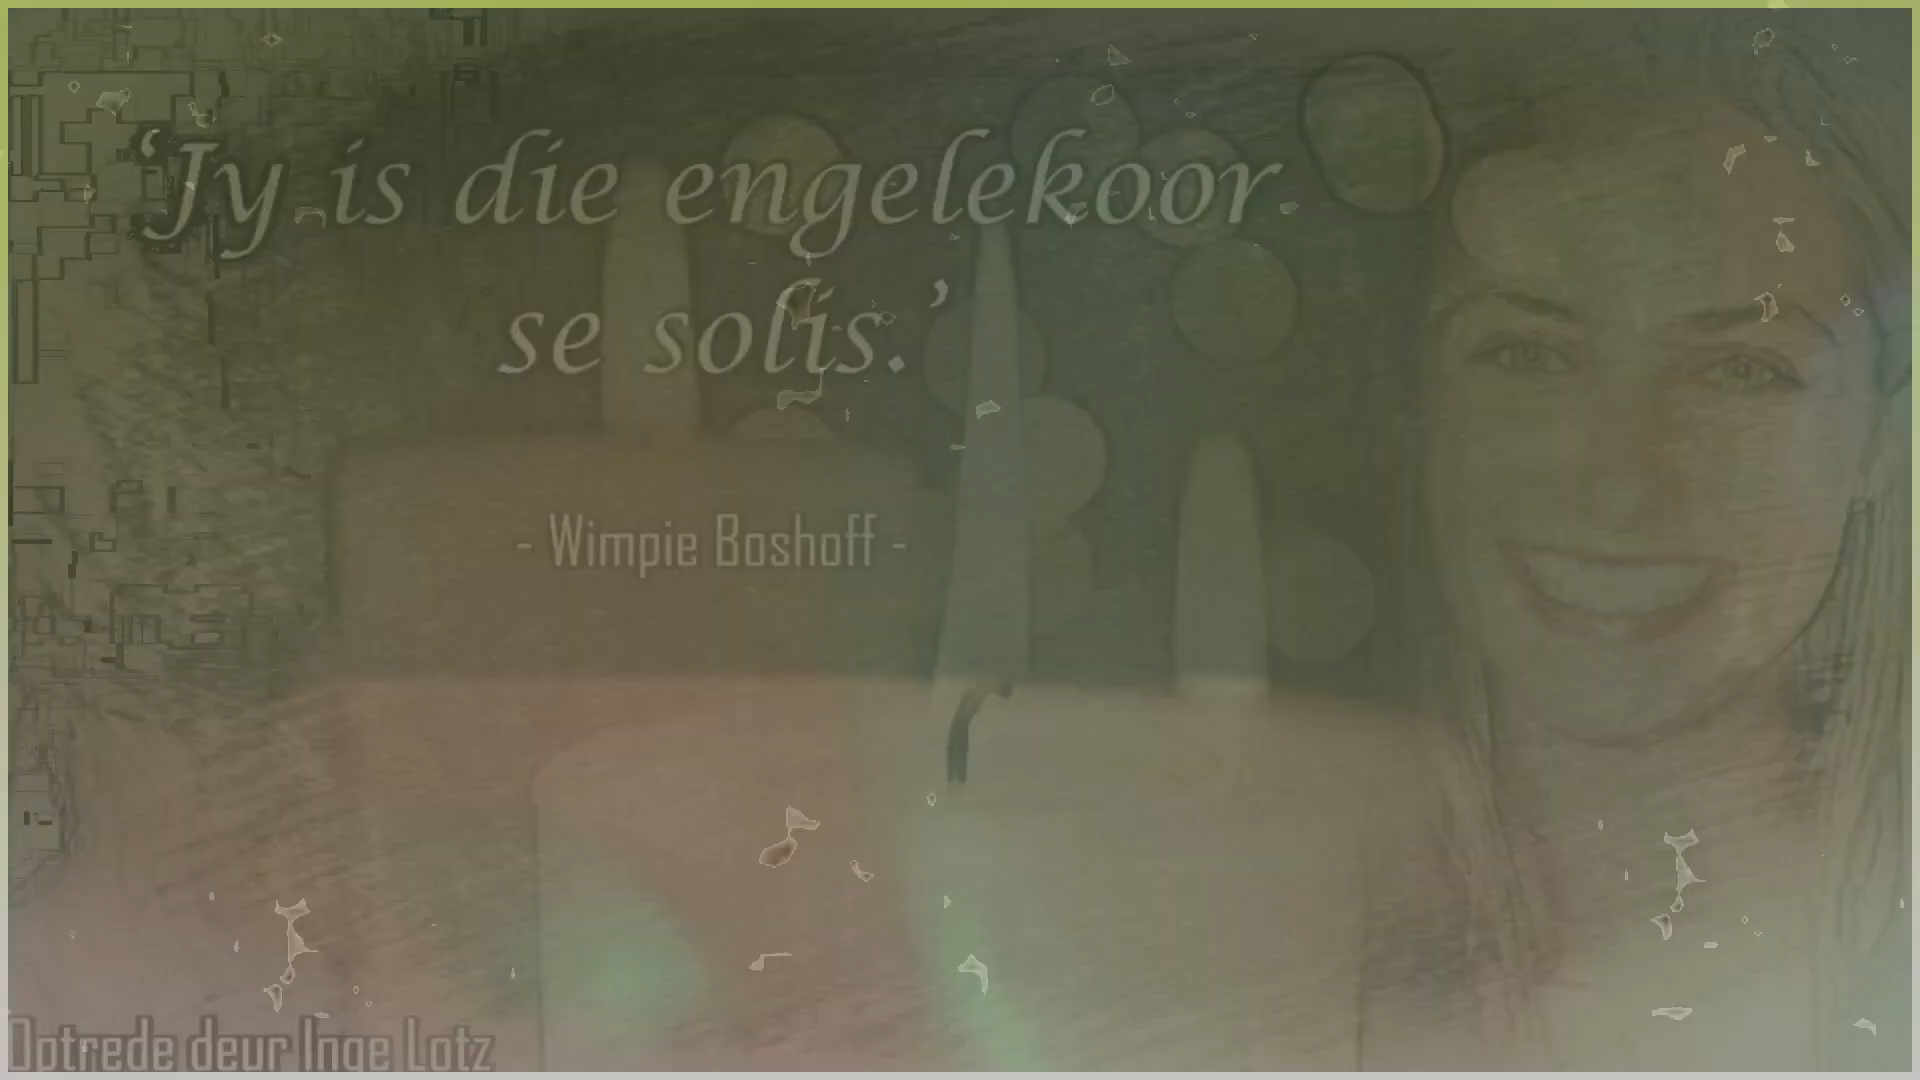 ‘Jy is die engelekoor
se solis.’
- Wimpie Boshoff -
Optrede deur Inge Lotz